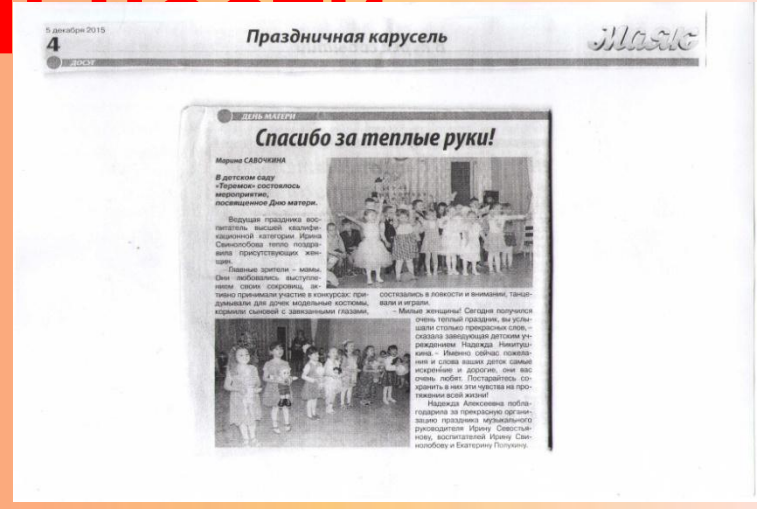 5 декабря 2015
4
Праздничная карусель
Маяк
ДОСУГ
ДЕНЬ МАТЕРИ
Спасибо за теплые руки!
Марина САВОЧКИНА
В детском саду
«Теремок» состоялось
мероприятие,
посвященное Дню матери.
Ведущая праздника вос-
питатель высшей квалифи-
кационной категории Ирина
Свинолобова тепло поздра-
вила присутствующих жен-
щин.
Главные зрители – мамы.
Они любовались выступле-
нием своих сокровищ, ак-
тивно принимали участие в конкурсах: при-
думывали для дочек модельные костюмы,
кормили сыновей с завязанными глазами,
состязались в ловкости и внимании, танце-
вали и играли.
– Милые женщины! Сегодня получился
очень теплый праздник, вы услы-
шали столько прекрасных слов, –
сказала заведующая детским уч-
реждением Надежда Никитуш-
кина. – Именно сейчас пожела-
ния и слова ваших деток самые
искренние и дорогие, они вас
очень любят. Постарайтесь со-
хранить в них эти чувства на про-
тяжении всей жизни!
Надежда Алексеевна побла-
годарила за прекрасную органи-
зацию праздника музыкального
руководителя Ирину Севостья-
нову, воспитателей Ирину Сви-
нолобову и Екатерину Полухину.